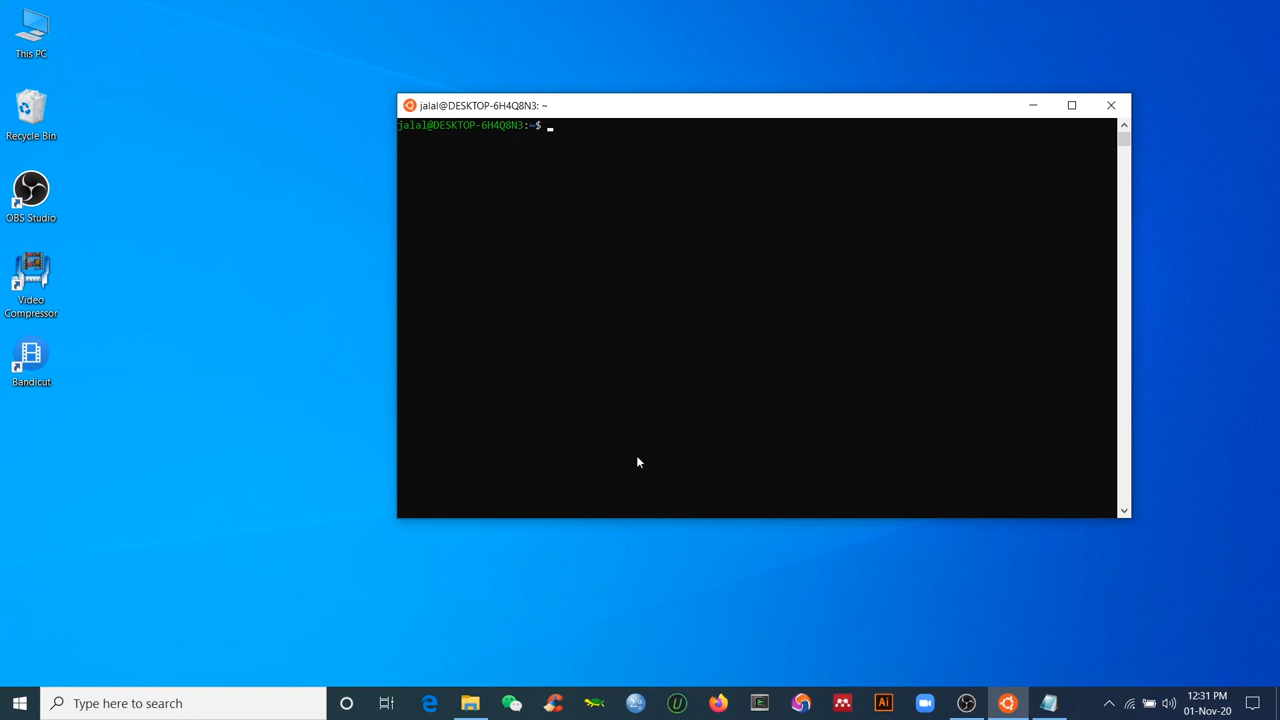 This PC
Recycle Bin
OBS Studio
Video
Compressor
Bandicut
jalal@DESKTOP-6H4Q8N3: ~
jalal@DESKTOP-6H4Q8N3:~$
Type here to search
Ai
12:31 PM
01-Nov-20